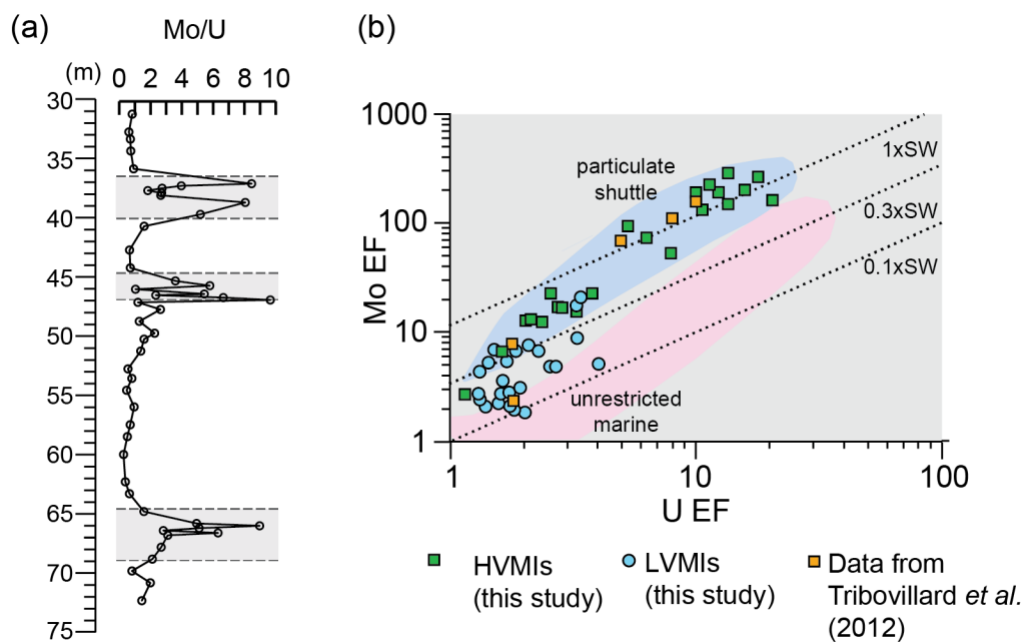 (a)
Mo/U
(m)
0 2 4 6 8 10
30
35
40
45
50
55
60
65
70
75
(b)
Mo EF
1000
100
10
1
particulate
shuttle
unrestricted
marine
1xSW
0.3xSW
0.1xSW
1 10 100
U EF
HVMIs
(this study)
LVMIs
(this study)
Data from
Tribovillard et al.
(2012)